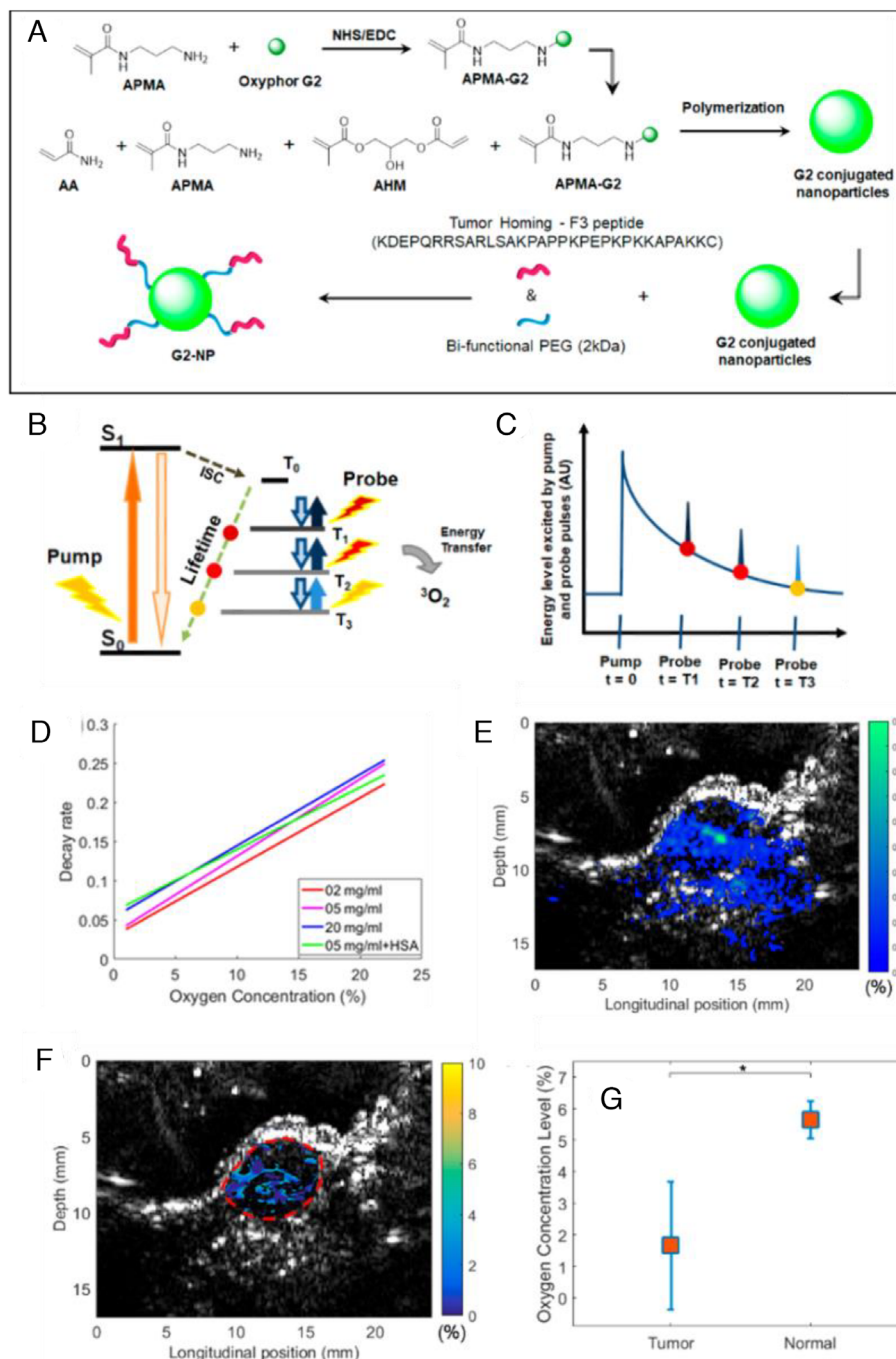 A
NHS/EDC
APMA
+
Oxyphor G2
APMA-G2
O
N
H
NH2
Polymerization
AA
+
APMA
+
AHM
+
APMA-G2
OH
G2 conjugated
nanoparticles
Tumor Homing - F3 peptide
(KDEPQRRSARLSAKPAPPKPEPKPKKAPAKKC)
&
+
Bi-functional PEG (2kDa)
G2-NP
G2 conjugated
nanoparticles
B
S1
ISC
T0
Probe
Pump
Lifetime
T1
T2
T3
Energy
Transfer
3O2
S0
C
Energy level excited by pump
and probe pulses (AU)
Pump
t = 0
Probe
t = T1
Probe
t = T2
Probe
t = T3
D
Decay rate
0.3
0.25
0.2
0.15
0.1
0.05
0
02 mg/ml
05 mg/ml
20 mg/ml
05 mg/ml+HSA
0 5 10 15 20 25
Oxygen Concentration (%)
E
Depth (mm)
0
5
10
15
0 5 10 15 20
(%)
Longitudinal position (mm)
F
Depth (mm)
0
5
10
15
0 5 10 15 20
Longitudinal position (mm)
10
8
6
4
2
0
(%)
G
Oxygen Concentration Level (%)
7
6
5
4
3
2
1
0
*
Tumor Normal